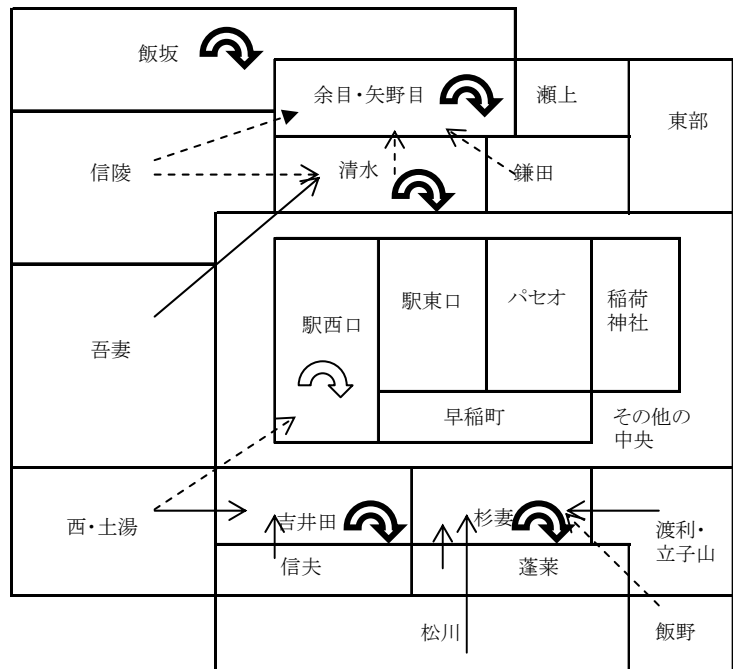 飯坂
余目・矢野目
瀬上
東部
信陵
清水
鎌田
駅西口
駅東口
パセオ
稲荷
神社
吾妻
早稲町
その他の
中央
西・土湯
吉井田
杉妻
渡利・
立子山
信夫
蓬莱
松川
飯野